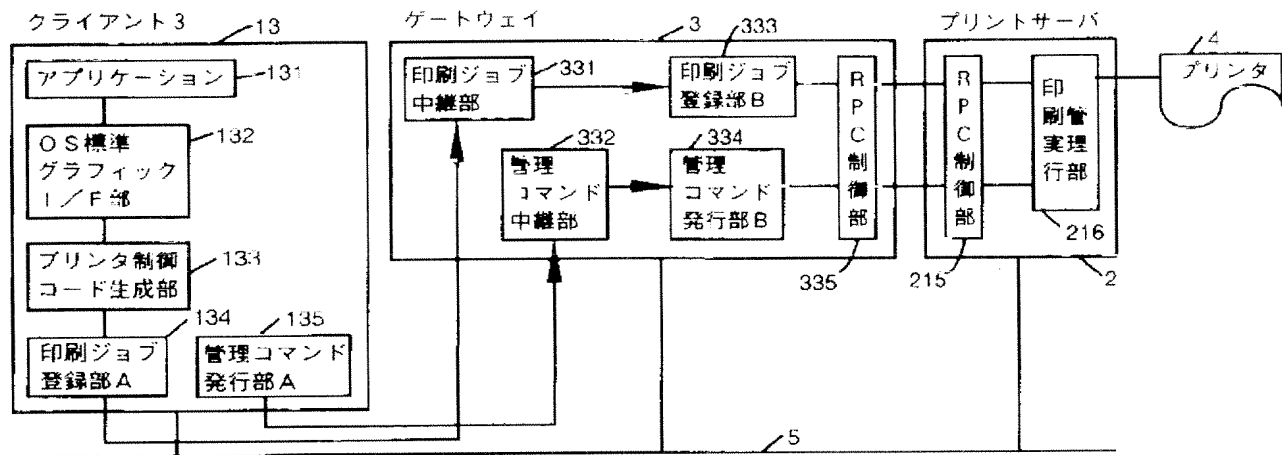 クライアント3
13
アプリケーション
131
OS標準
グラフィック
I／F部
132
プリンタ制御
コード生成部
133
134
印刷ジョブ
登録部A
135
管理コマンド
発行部A
ゲートウェイ
3
印刷ジョブ
中継部
331
333
印刷ジョブ
登録部B
332
管理
コマンド
中継部
334
管理
コマンド
発行部B
RPC制御部
335
プリントサーバ
RPC制御部
215
印刷管
実理
行部
216
2
4
プリンタ
5